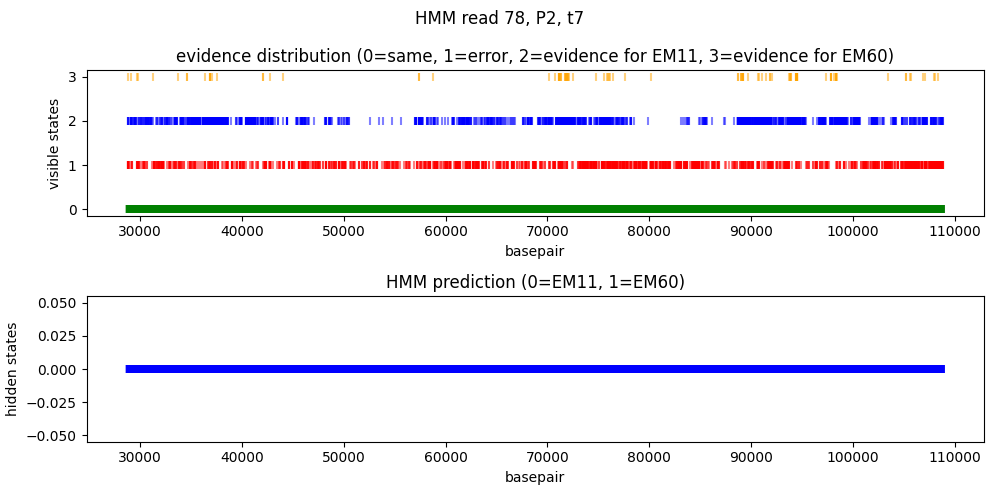 HMM read 78, P2, t7
evidence distribution (0=same, 1=error, 2=evidence for EM11, 3=evidence for EM60)
visible states
3
2
1
0
30000 40000 50000 60000 70000 80000 90000 100000 110000
basepair
HMM prediction (0=EM11, 1=EM60)
hidden states
0.050
0.025
0.000
−0.025
−0.050
30000 40000 50000 60000 70000 80000 90000 100000 110000
basepair